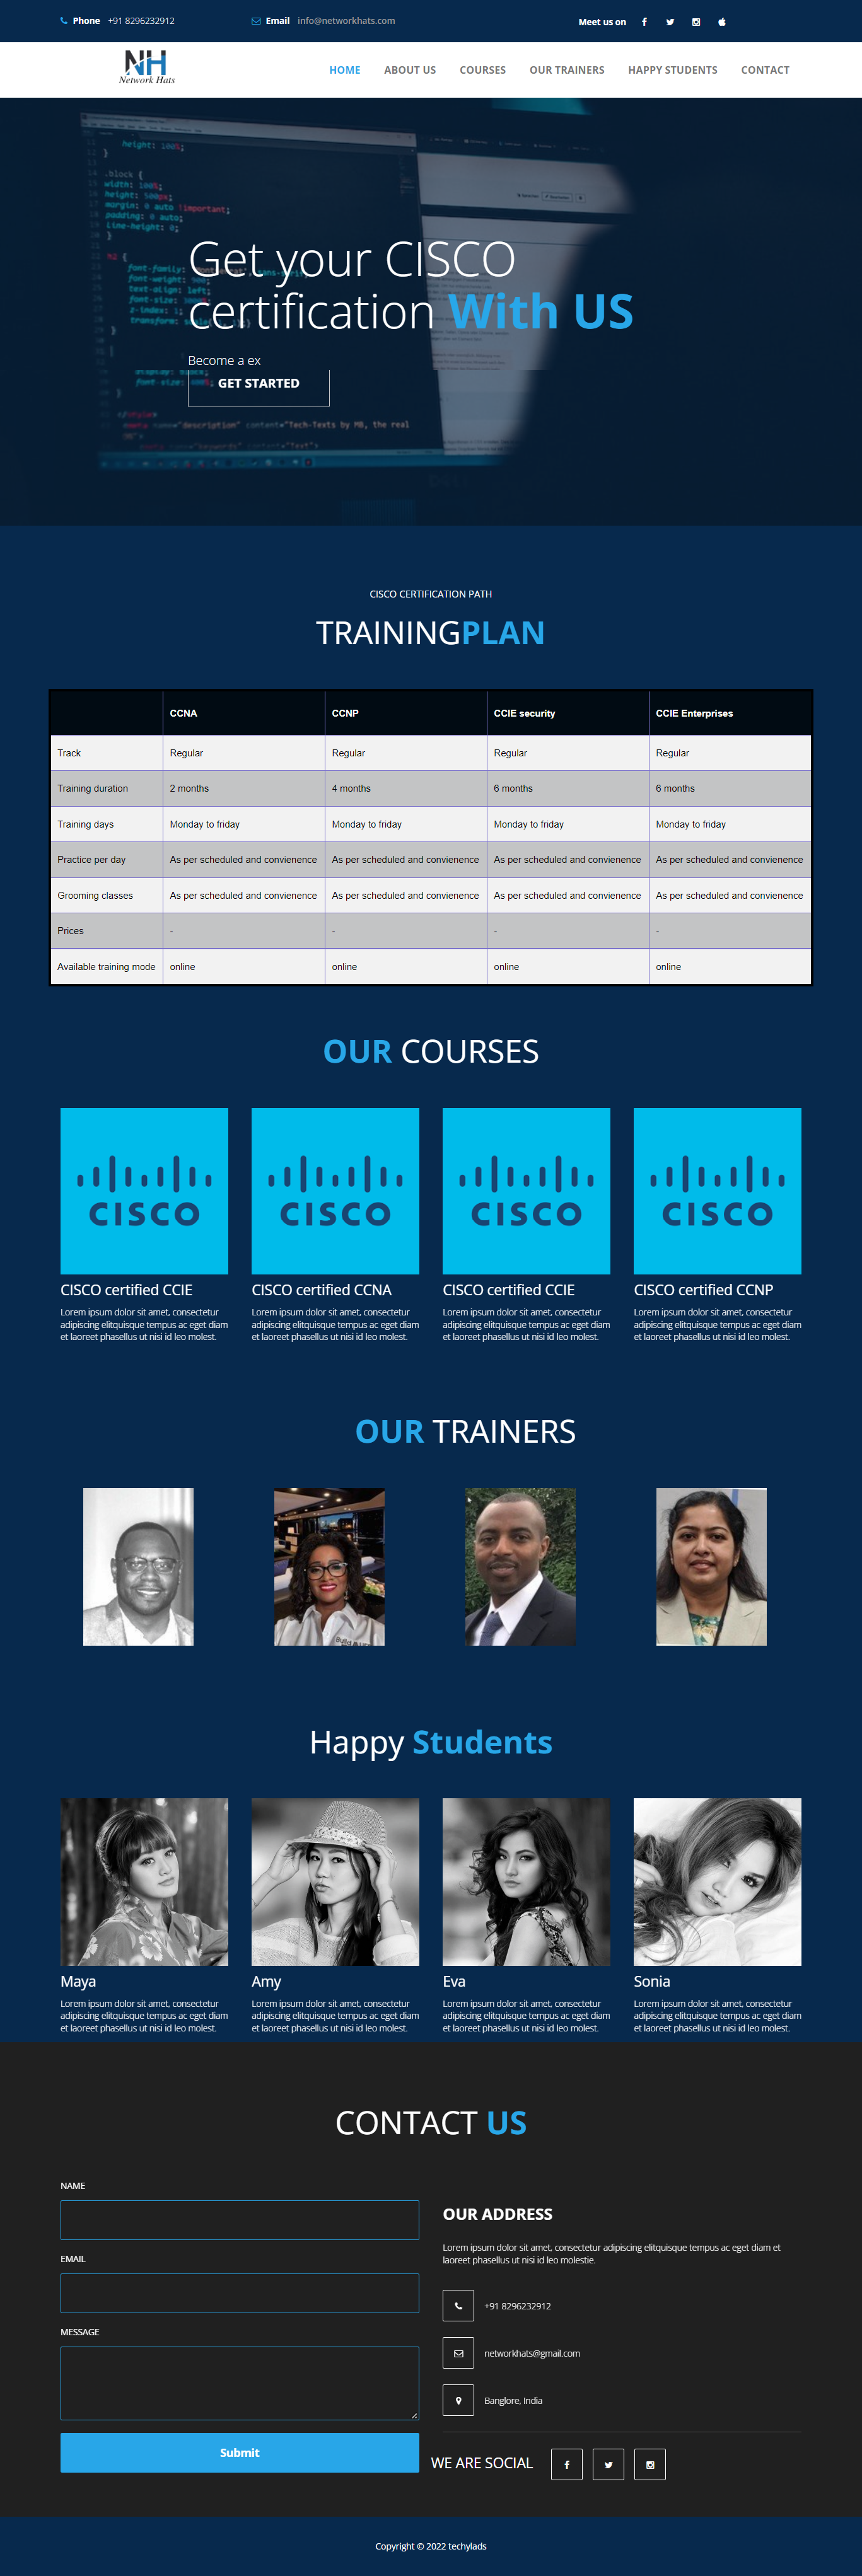 Phone +91 8296232912 Email info@networkhats.com Meet us on
NH
Network Hats
HOME ABOUT US COURSES OUR TRAINERS HAPPY STUDENTS CONTACT
height: 100%;
.block {
height: 500px;
margin: 0 auto !important;
padding: 0 auto;
line-height: 0;
h2 {
Get your CISCO
certification With US
Become a ex
GET STARTED
CISCO CERTIFICATION PATH
TRAININGPLAN
CCNA CCNP CCIE security CCIE Enterprises
Track Regular Regular Regular Regular
Training duration 2 months 4 months 6 months 6 months
Training days Monday to friday Monday to friday Monday to friday Monday to friday
Practice per day As per scheduled and convienence As per scheduled and convienence As per scheduled and convienence As per scheduled and convienence
Grooming classes As per scheduled and convienence As per scheduled and convienence As per scheduled and convienence As per scheduled and convienence
Prices - - - -
Available training mode online online online online
OUR COURSES
CISCO CISCO CISCO CISCO
CISCO certified CCIE
Lorem ipsum dolor sit amet, consectetur
adipiscing elitquisque tempus ac eget diam
et laoreet phasellus ut nisi id leo molest.
CISCO certified CCNA
Lorem ipsum dolor sit amet, consectetur
adipiscing elitquisque tempus ac eget diam
et laoreet phasellus ut nisi id leo molest.
CISCO certified CCIE
Lorem ipsum dolor sit amet, consectetur
adipiscing elitquisque tempus ac eget diam
et laoreet phasellus ut nisi id leo molest.
CISCO certified CCNP
Lorem ipsum dolor sit amet, consectetur
adipiscing elitquisque tempus ac eget diam
et laoreet phasellus ut nisi id leo molest.
OUR TRAINERS
Happy Students
Maya
Lorem ipsum dolor sit amet, consectetur
adipiscing elitquisque tempus ac eget diam
et laoreet phasellus ut nisi id leo molest.
Amy
Lorem ipsum dolor sit amet, consectetur
adipiscing elitquisque tempus ac eget diam
et laoreet phasellus ut nisi id leo molest.
Eva
Lorem ipsum dolor sit amet, consectetur
adipiscing elitquisque tempus ac eget diam
et laoreet phasellus ut nisi id leo molest.
Sonia
Lorem ipsum dolor sit amet, consectetur
adipiscing elitquisque tempus ac eget diam
et laoreet phasellus ut nisi id leo molest.
CONTACT US
NAME
EMAIL
MESSAGE
Submit
OUR ADDRESS
Lorem ipsum dolor sit amet, consectetur adipiscing elitquisque tempus ac eget diam et
laoreet phasellus ut nisi id leo molestie.
+91 8296232912
networkhats@gmail.com
Banglore, India
WE ARE SOCIAL
Copyright © 2022 techylads